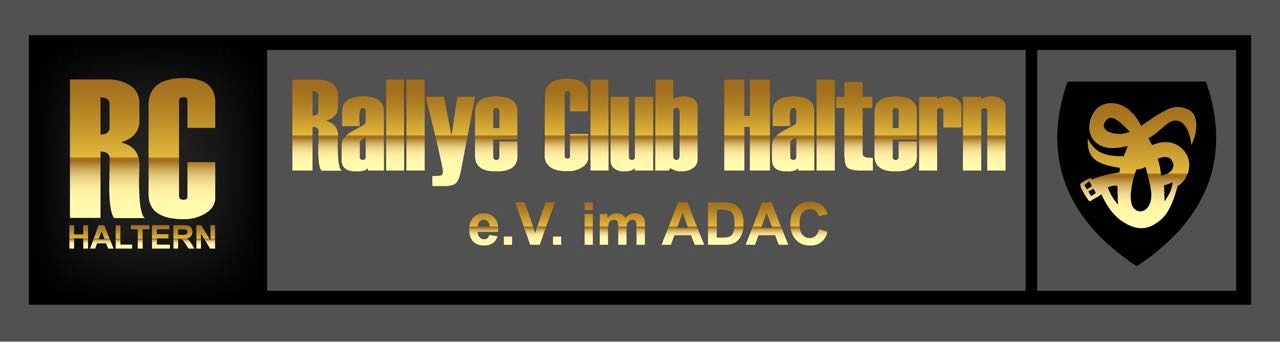 RC
HALTERN
Rallye Club Haltern
e.V. im ADAC